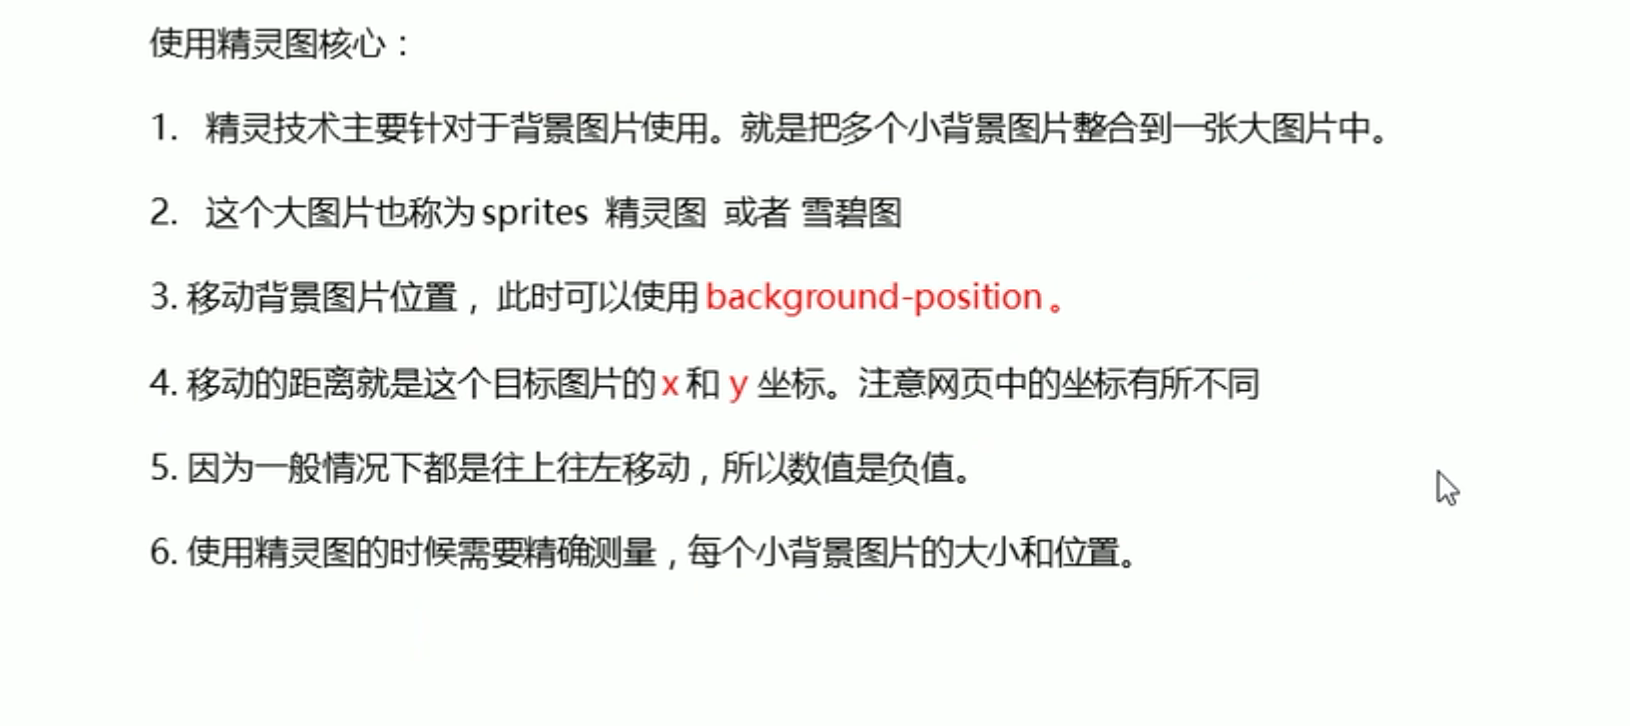 使用精灵图核心：
1. 精灵技术主要针对于背景图片使用。就是把多个小背景图片整合到一张大图片中。
2. 这个大图片也称为 sprites 精灵图 或者 雪碧图
3. 移动背景图片位置， 此时可以使用 background-position 。
4. 移动的距离就是这个目标图片的 x 和 y 坐标。注意网页中的坐标有所不同
5. 因为一般情况下都是往上往左移动，所以数值是负值。
6. 使用精灵图的时候需要精确测量，每个小背景图片的大小和位置。